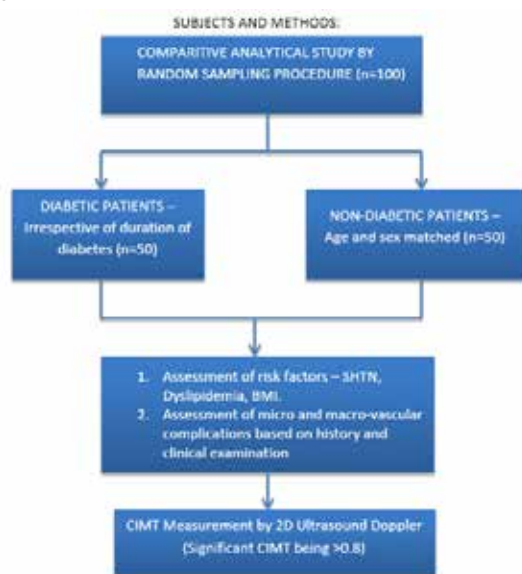 SUBJECTS AND METHODS:
COMPARITIVE ANALYTICAL STUDY BY
RANDOM SAMPLING PROCEDURE (n=100)
DIABETIC PATIENTS –
Irrespective of duration of
diabetes (n=50)
NON-DIABETIC PATIENTS –
Age and sex matched (n=50)
1. Assessment of risk factors – SHTN,
Dyslipidemia, BMI.
2. Assessment of micro and macro-vascular
complications based on history and
clinical examination
CIMT Measurement by 2D Ultrasound Doppler
(Significant CIMT being >0.8)